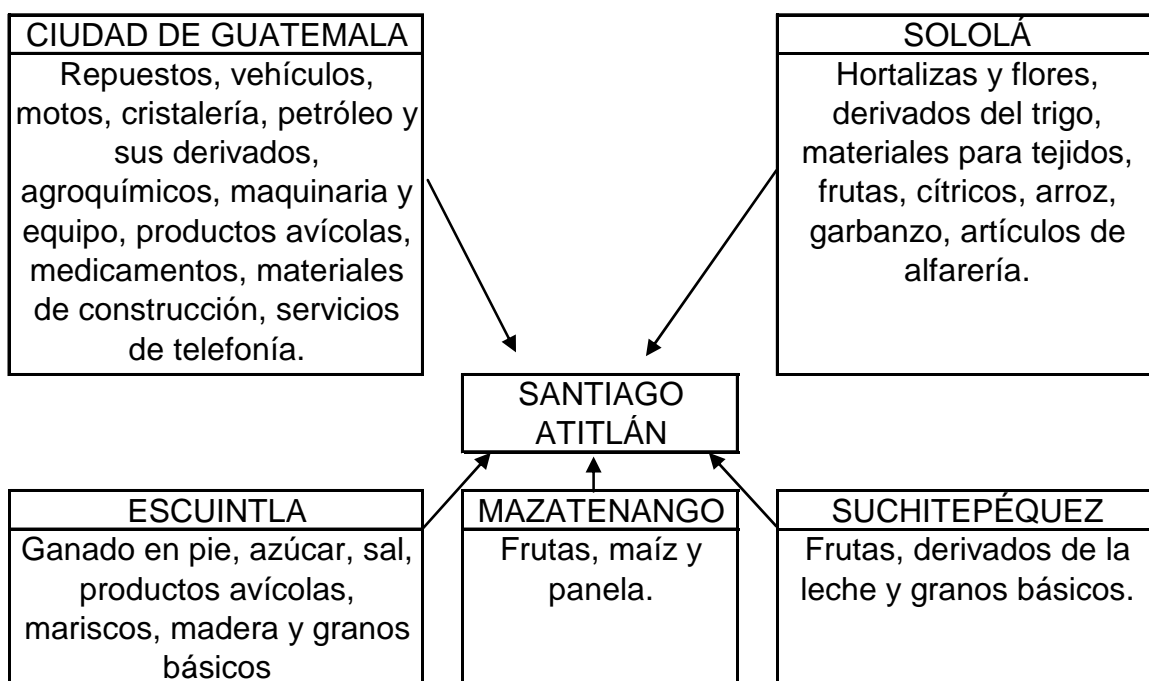 CIUDAD DE GUATEMALA
Repuestos, vehículos,
motos, cristalería, petróleo y
sus derivados,
agroquímicos, maquinaria y
equipo, productos avícolas,
medicamentos, materiales
de construcción, servicios
de telefonía.
SOLOLÁ
Hortalizas y flores,
derivados del trigo,
materiales para tejidos,
frutas, cítricos, arroz,
garbanzo, artículos de
alfarería.
SANTIAGO
ATITLÁN
ESCUINTLA
Ganado en pie, azúcar, sal,
productos avícolas,
mariscos, madera y granos
básicos
MAZATENANGO
Frutas, maíz y
panela.
SUCHITEPÉQUEZ
Frutas, derivados de la
leche y granos básicos.